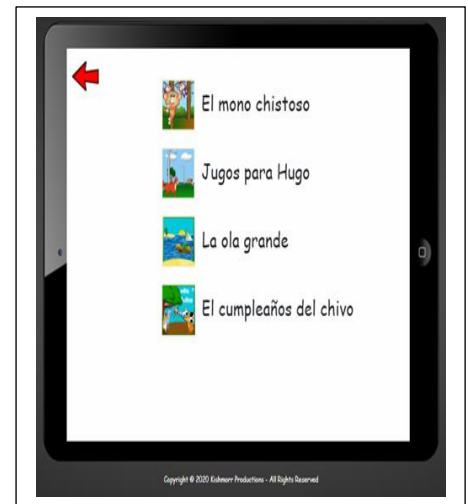 El mono chistoso
Jugos para Hugo
La ola grande
El cumpleaños del chivo
Copyright © 2020 Kishmorr Productions - All Rights Reserved